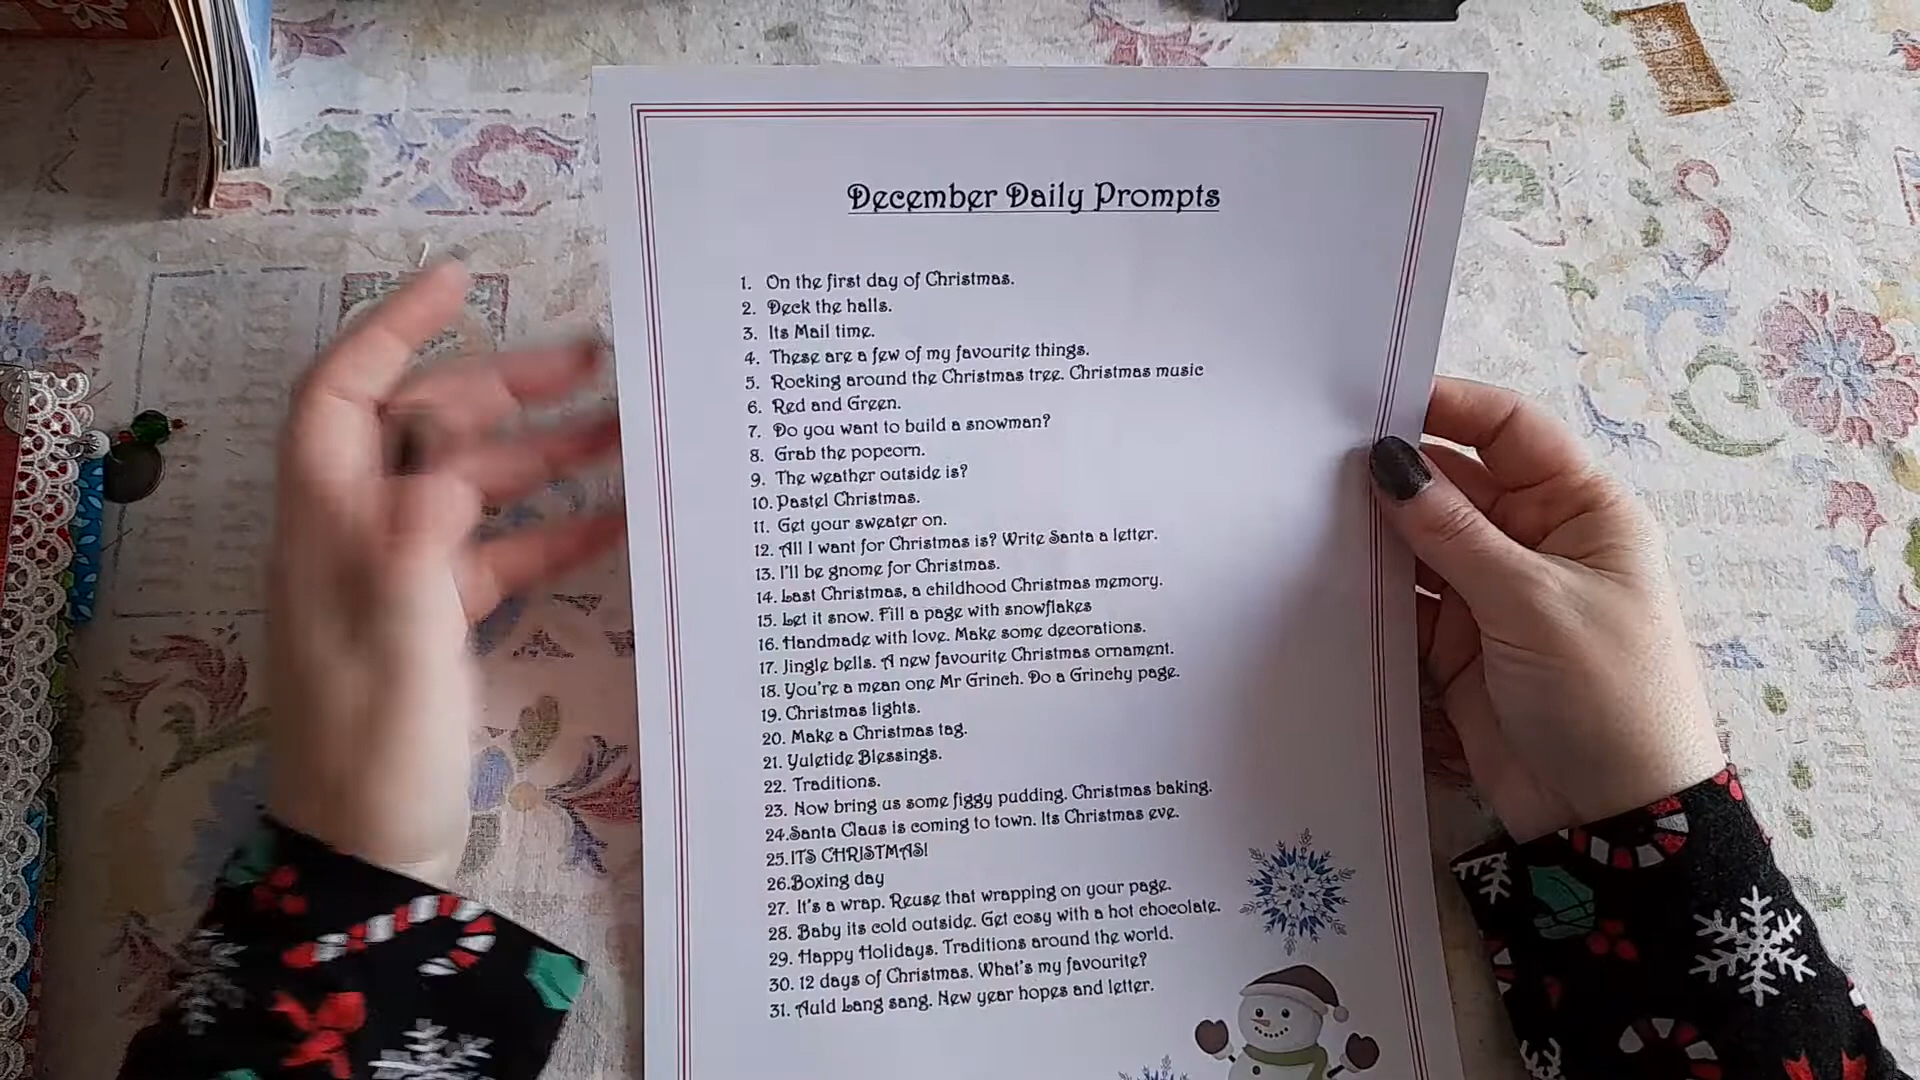 December Daily Prompts
1. On the first day of Christmas.
2. Deck the halls.
3. Its Mail time.
4. These are a few of my favourite things.
5. Rocking around the Christmas tree. Christmas music
6. Red and Green.
7. Do you want to build a snowman?
8. Grab the popcorn.
9. The weather outside is?
10. Pastel Christmas.
11. Get your sweater on.
12. All I want for Christmas is? Write Santa a letter.
13. I'll be gnome for Christmas.
14. Last Christmas, a childhood Christmas memory.
15. Let it snow. Fill a page with snowflakes
16. Handmade with love. Make some decorations.
17. Jingle bells. A new favourite Christmas ornament.
18. You're a mean one Mr Grinch. Do a Grinchy page.
19. Christmas lights.
20. Make a Christmas tag.
21. Yuletide Blessings.
22. Traditions.
23. Now bring us some figgy pudding. Christmas baking.
24.Santa Claus is coming to town. Its Christmas eve.
25.ITS CHRISTMAS!
26.Boxing day
27. It's a wrap. Reuse that wrapping on your page.
28. Baby its cold outside. Get cosy with a hot chocolate.
29. Happy Holidays. Traditions around the world.
30. 12 days of Christmas. What's my favourite?
31. Auld Lang sang. New year hopes and letter.